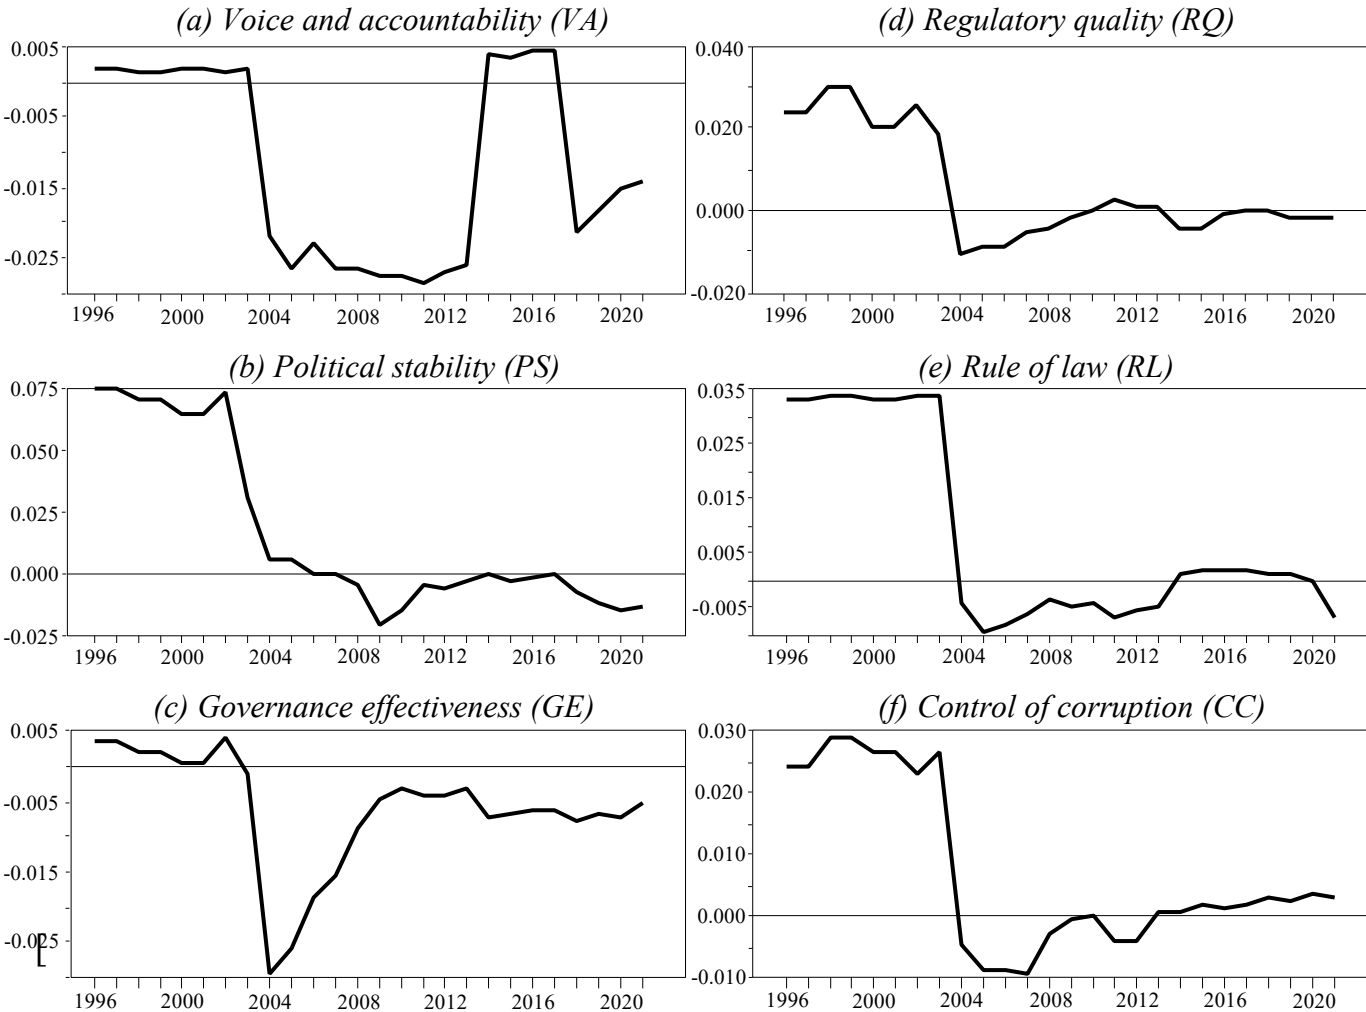 (a) Voice and accountability (VA)
0.005
-0.005
-0.015
-0.025
1996 2000 2004 2008 2012 2016 2020
(b) Political stability (PS)
0.075
0.050
0.025
0.000
-0.025
1996 2000 2004 2008 2012 2016 2020
(c) Governance effectiveness (GE)
0.005
-0.005
-0.015
-0.025
[
1996 2000 2004 2008 2012 2016 2020
(d) Regulatory quality (RQ)
0.040
0.020
0.000
-0.020
1996 2000 2004 2008 2012 2016 2020
(e) Rule of law (RL)
0.035
0.025
0.015
0.005
-0.005
1996 2000 2004 2008 2012 2016 2020
(f) Control of corruption (CC)
0.030
0.020
0.010
0.000
-0.010
1996 2000 2004 2008 2012 2016 2020